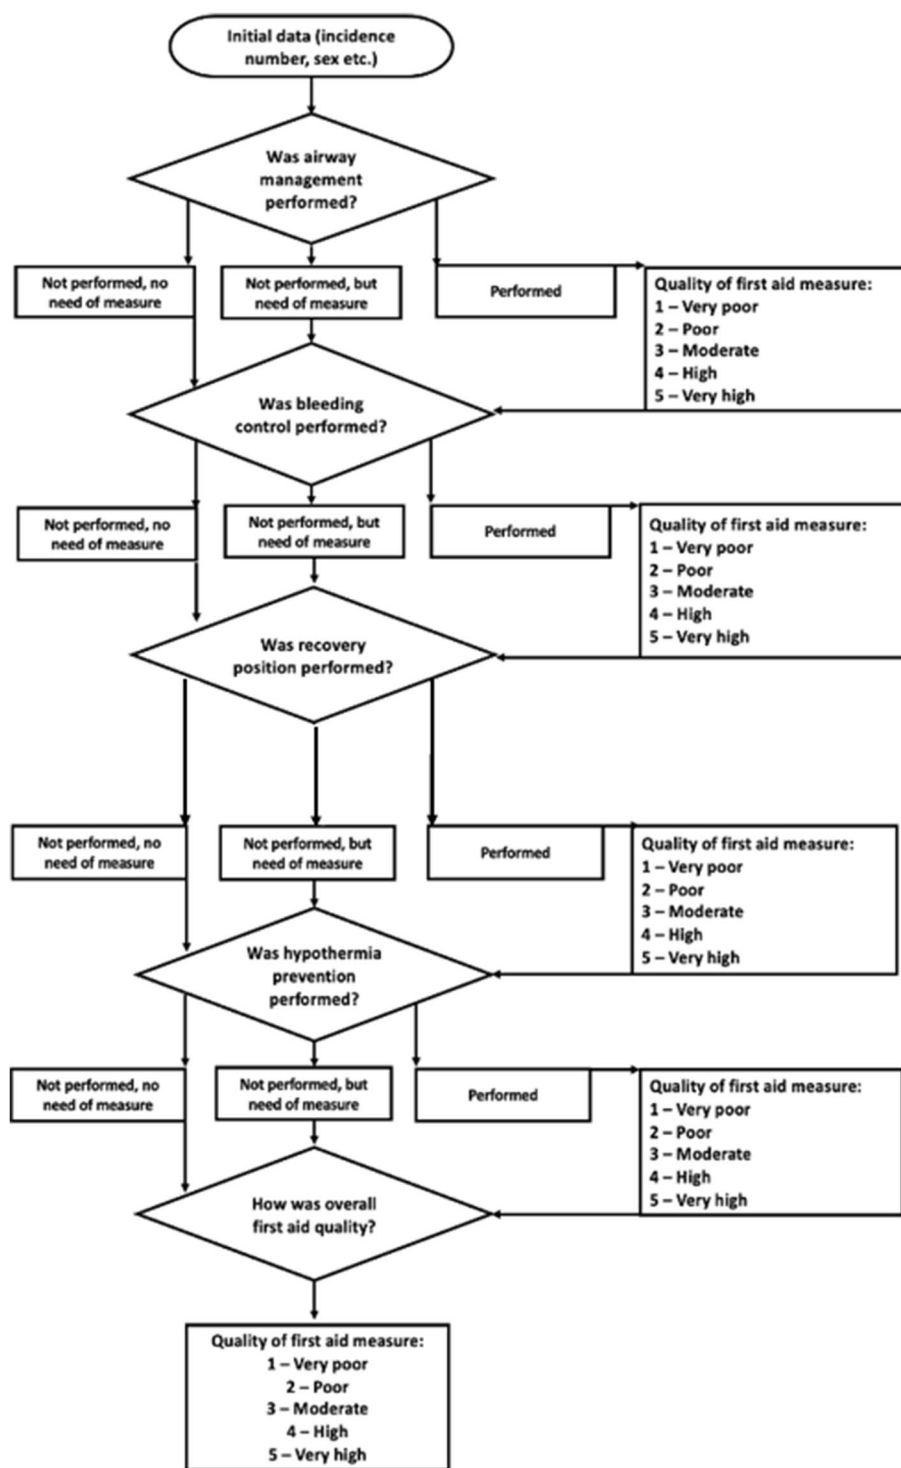 Initial data (incidence
number, sex etc.)
Was airway
management
performed?
Not performed, no
need of measure
Not performed, but
need of measure
Performed
Quality of first aid measure:
1 – Very poor
2 – Poor
3 – Moderate
4 – High
5 – Very high
Was bleeding
control performed?
Not performed, no
need of measure
Not performed, but
need of measure
Performed
Quality of first aid measure:
1 – Very poor
2 – Poor
3 – Moderate
4 – High
5 – Very high
Was recovery
position performed?
Not performed, no
need of measure
Not performed, but
need of measure
Performed
Quality of first aid measure:
1 – Very poor
2 – Poor
3 – Moderate
4 – High
5 – Very high
Was hypothermia
prevention
performed?
Not performed, no
need of measure
Not performed, but
need of measure
Performed
Quality of first aid measure:
1 – Very poor
2 – Poor
3 – Moderate
4 – High
5 – Very high
How was overall
first aid quality?
Quality of first aid measure:
1 – Very poor
2 – Poor
3 – Moderate
4 – High
5 – Very high